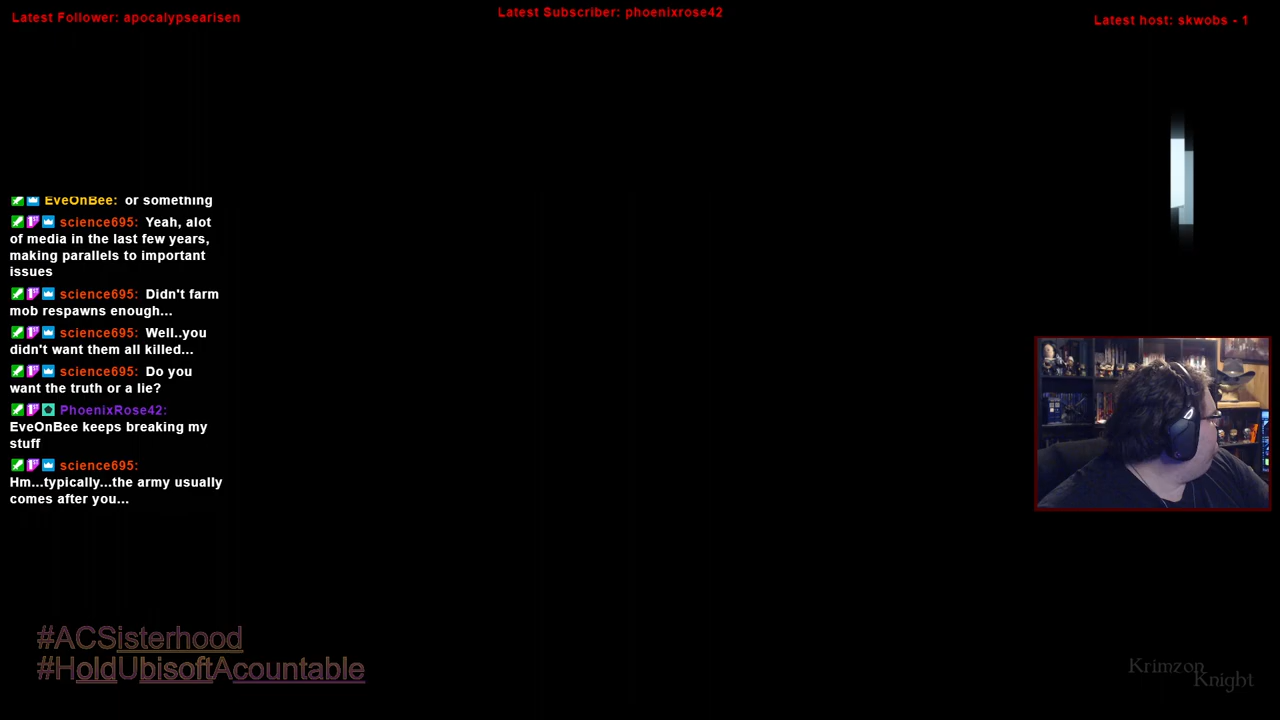 Latest Follower: apocalypsearisen
Latest Subscriber: phoenixrose42
Latest host: skwobs - 1
EveOnBee: or something
science695: Yeah, alot
of media in the last few years,
making parallels to important
issues
science695: Didn't farm
mob respawns enough...
science695: Well..you
didn't want them all killed...
science695: Do you
want the truth or a lie?
PhoenixRose42:
EveOnBee keeps breaking my
stuff
science695:
Hm...typically...the army usually
comes after you...
#ACSisterhood
#HoldUbisoftAcountable
Krimzon
Knight